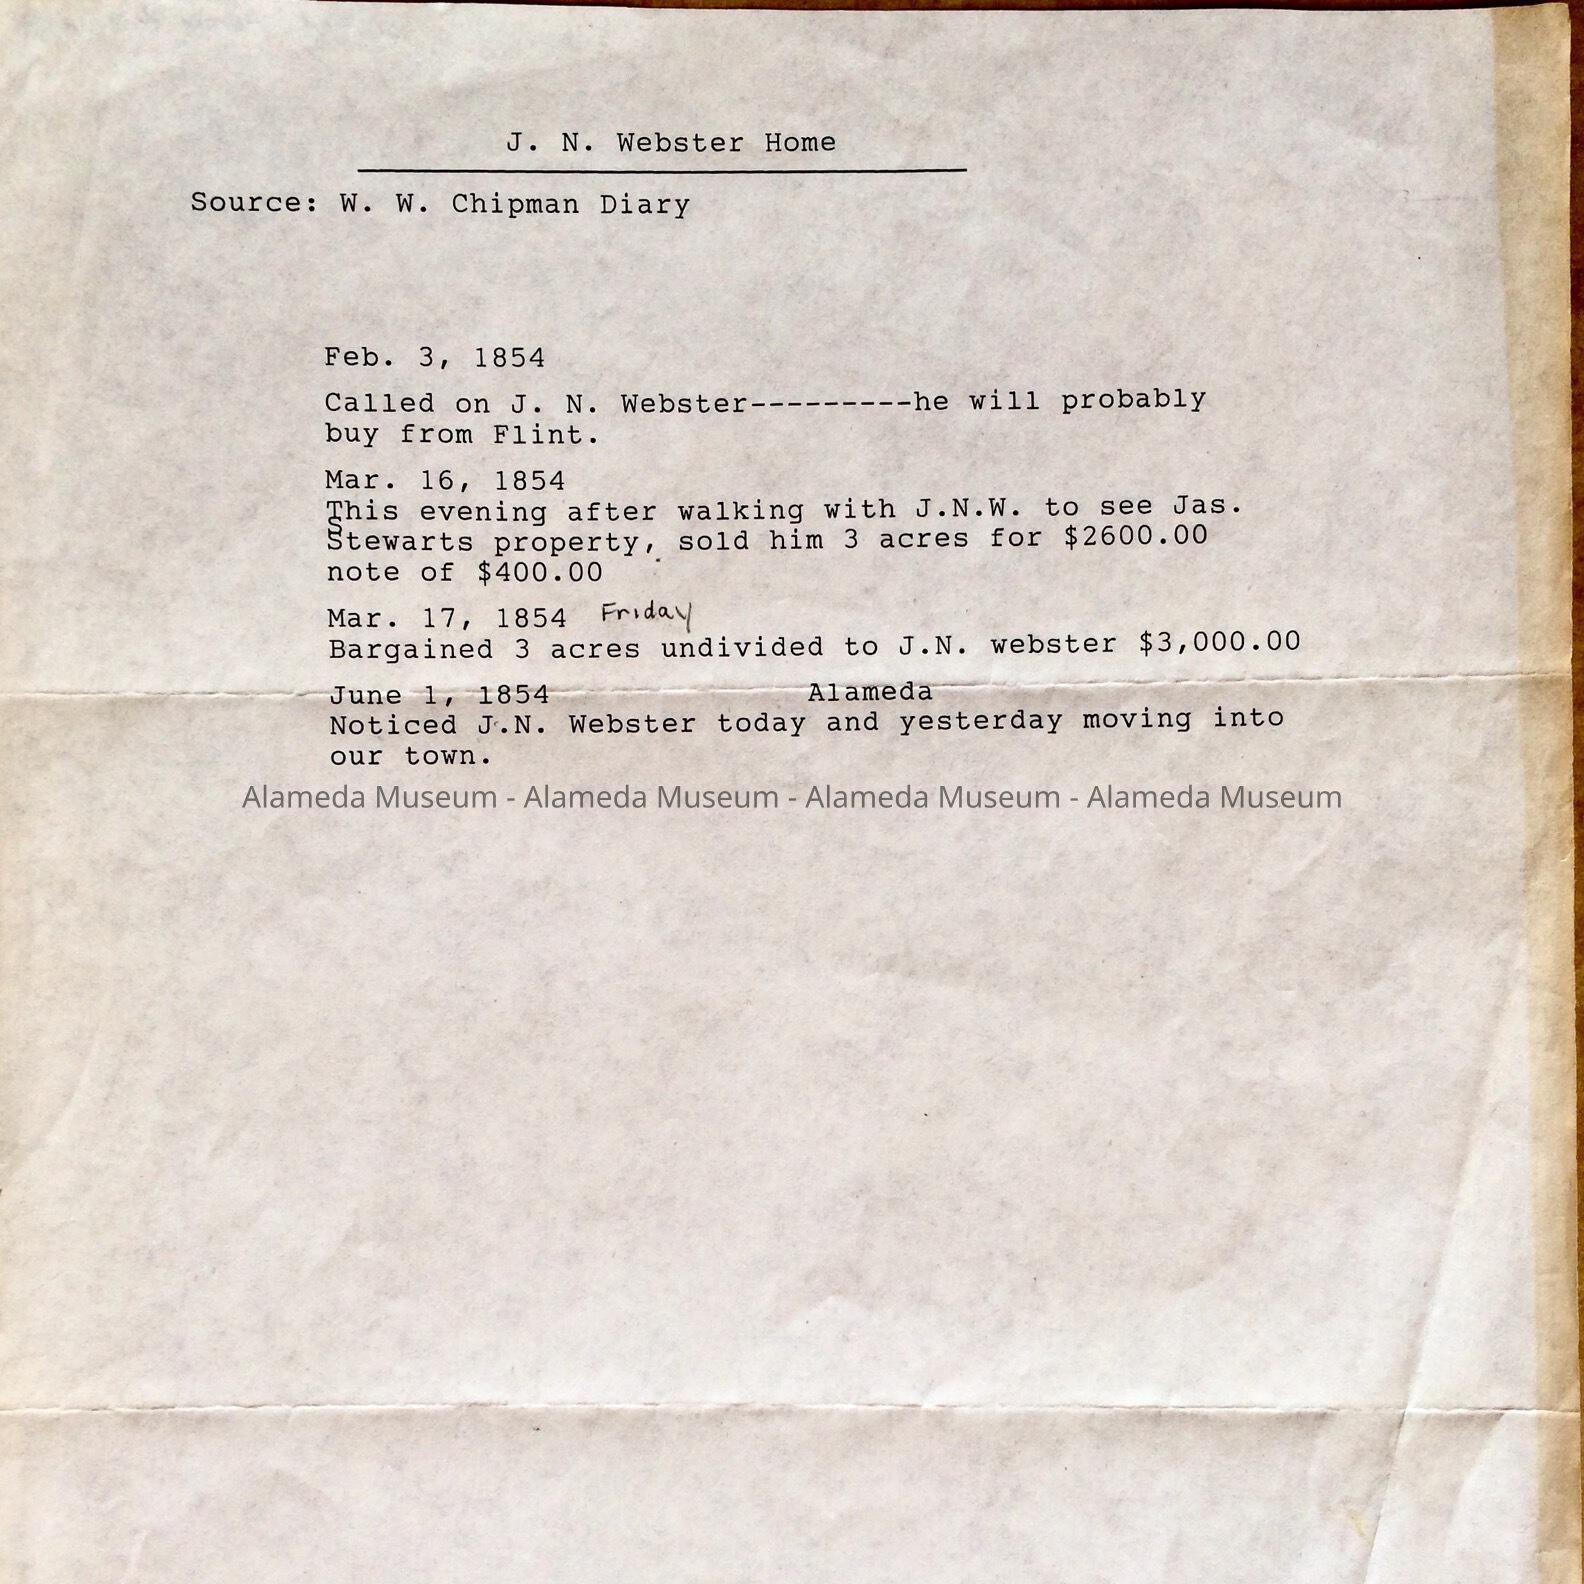 J. N. Webster Home
Source: W. W. Chipman Diary
Feb. 3, 1854
Called on J. N. Webster---------he will probably
buy from Flint.
Mar. 16, 1854
This evening after walking with J.N.W. to see Jas.
Stewarts property, sold him 3 acres for $2600.00
note of $400.00
Mar. 17, 1854 Friday
Bargained 3 acres undivided to J.N. webster $3,000.00
June 1, 1854 Alameda
Noticed J.N. Webster today and yesterday moving into
our town.
Alameda Museum - Alameda Museum - Alameda Museum - Alameda Museum